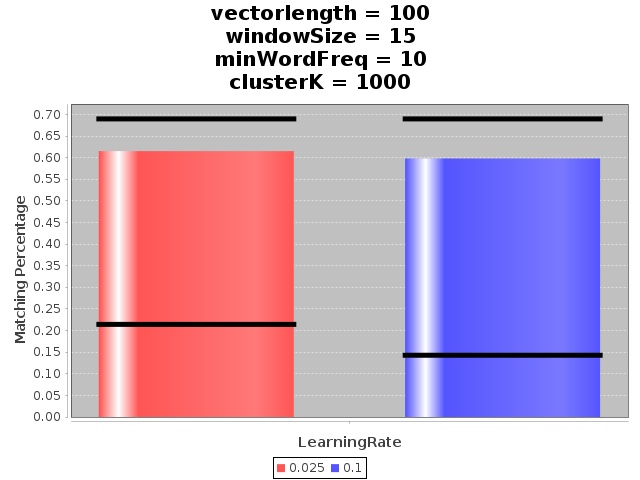 vectorlength = 100
windowSize = 15
minWordFreq = 10
clusterK = 1000
Matching Percentage
0.70
0.65
0.60
0.55
0.50
0.45
0.40
0.35
0.30
0.25
0.20
0.15
0.10
0.05
0.00
LearningRate
0.025 0.1